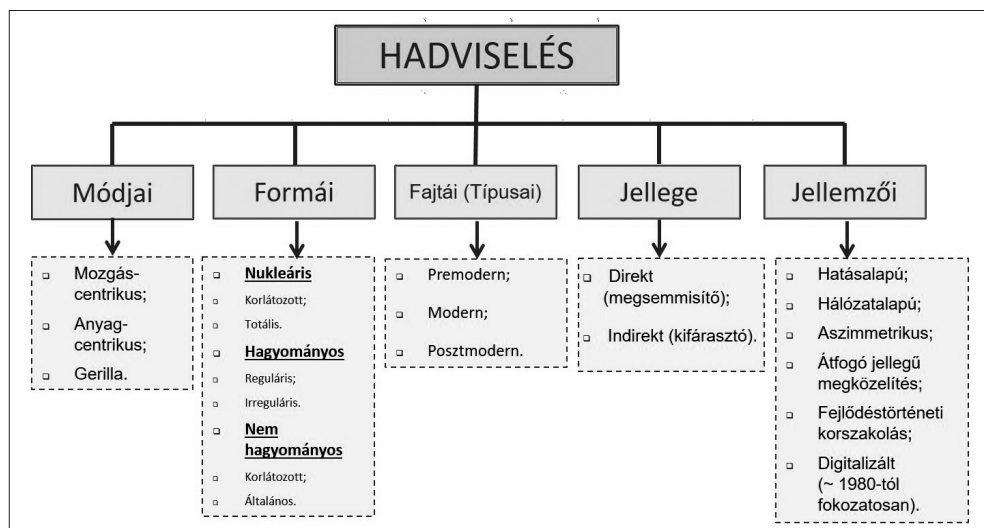 HADVISELÉS
Módjai
Mozgás-
centrikus;
Anyag-
centrikus;
Gerilla.
Formái
Nukleáris
Korlátozott;
Totális.
Hagyományos
Reguláris;
Irreguláris.
Nem
hagyományos
Korlátozott;
Általános.
Fajtái (Típusai)
Premodern;
Modern;
Posztmodern.
Jellege
Direkt
(megsemmisítő);
Indirekt (kifárasztó).
Jellemzői
Hatásalapú;
Hálózatalapú;
Aszimmetrikus;
Átfogó jellegű
megközelítés;
Fejlődéstörténeti
korszakolás;
Digitalizált
(~ 1980-tól
fokozatosan).